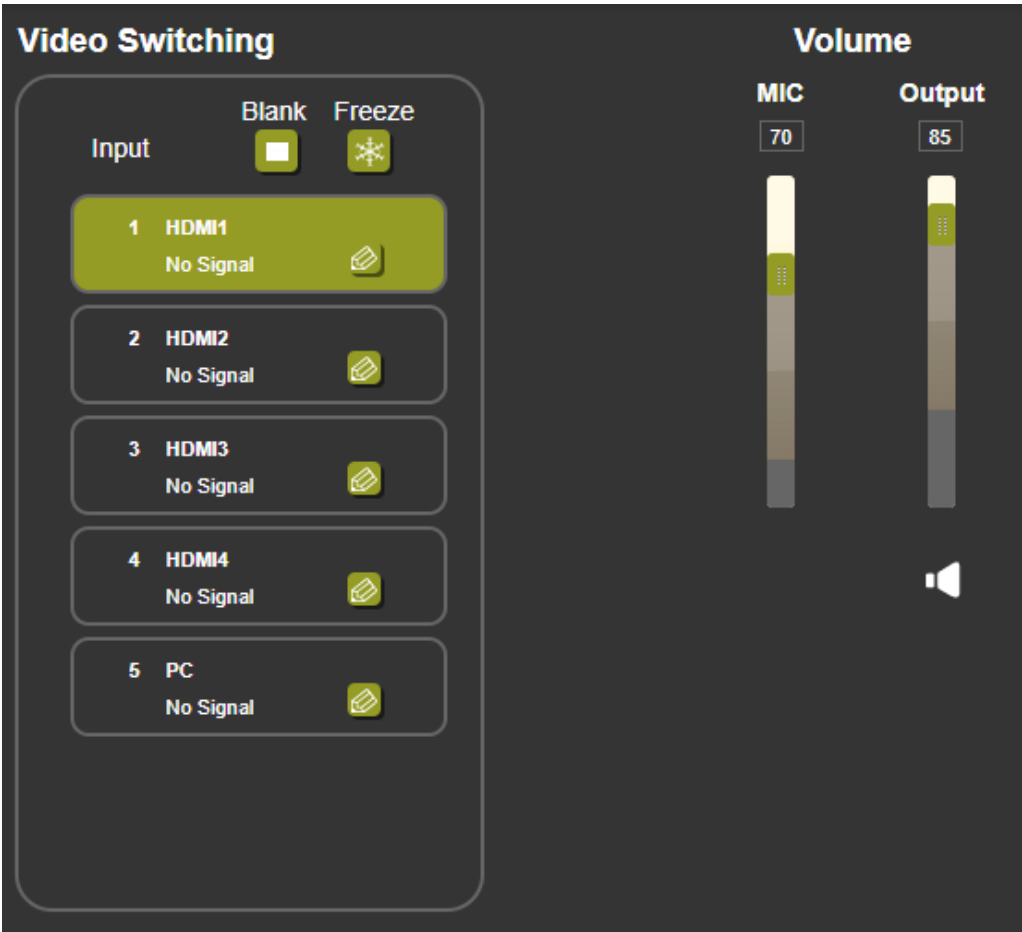 Video Switching
Volume
Blank Freeze
Input
1 HDMI1
No Signal
2 HDMI2
No Signal
3 HDMI3
No Signal
4 HDMI4
No Signal
5 PC
No Signal
MIC Output
70 85